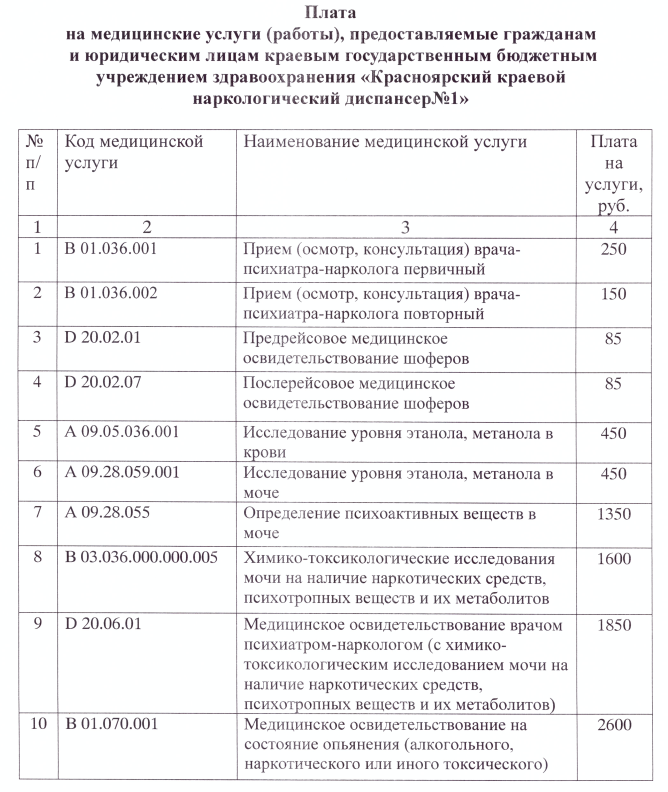 Плата
на медицинские услуги (работы), предоставляемые гражданам
и юридическим лицам краевым государственным бюджетным
учреждением здравоохранения «Красноярский краевой
наркологический диспансер№1»
№ п/п Код медицинской услуги Наименование медицинской услуги Плата на услуги, руб.
1 2 3 4
1 В 01.036.001 Прием (осмотр, консультация) врача-
психиатра-нарколога первичный 250
2 В 01.036.002 Прием (осмотр, консультация) врача-
психиатра-нарколога повторный 150
3 D 20.02.01 Предрейсовое медицинское
освидетельствование шоферов 85
4 D 20.02.07 Послерейсовое медицинское
освидетельствование шоферов 85
5 А 09.05.036.001 Исследование уровня этанола, метанола в
крови 450
6 А 09.28.059.001 Исследование уровня этанола, метанола в
моче 450
7 А 09.28.055 Определение психоактивных веществ в
моче 1350
8 В 03.036.000.000.005 Химико-токсикологические исследования
мочи на наличие наркотических средств,
психотропных веществ и их метаболитов 1600
9 D 20.06.01 Медицинское освидетельствование врачом
психиатром-наркологом (с химико-
токсикологическим исследованием мочи на
наличие наркотических средств,
психотропных веществ и их метаболитов) 1850
10 В 01.070.001 Медицинское освидетельствование на
состояние опьянения (алкогольного,
наркотического или иного токсического) 2600